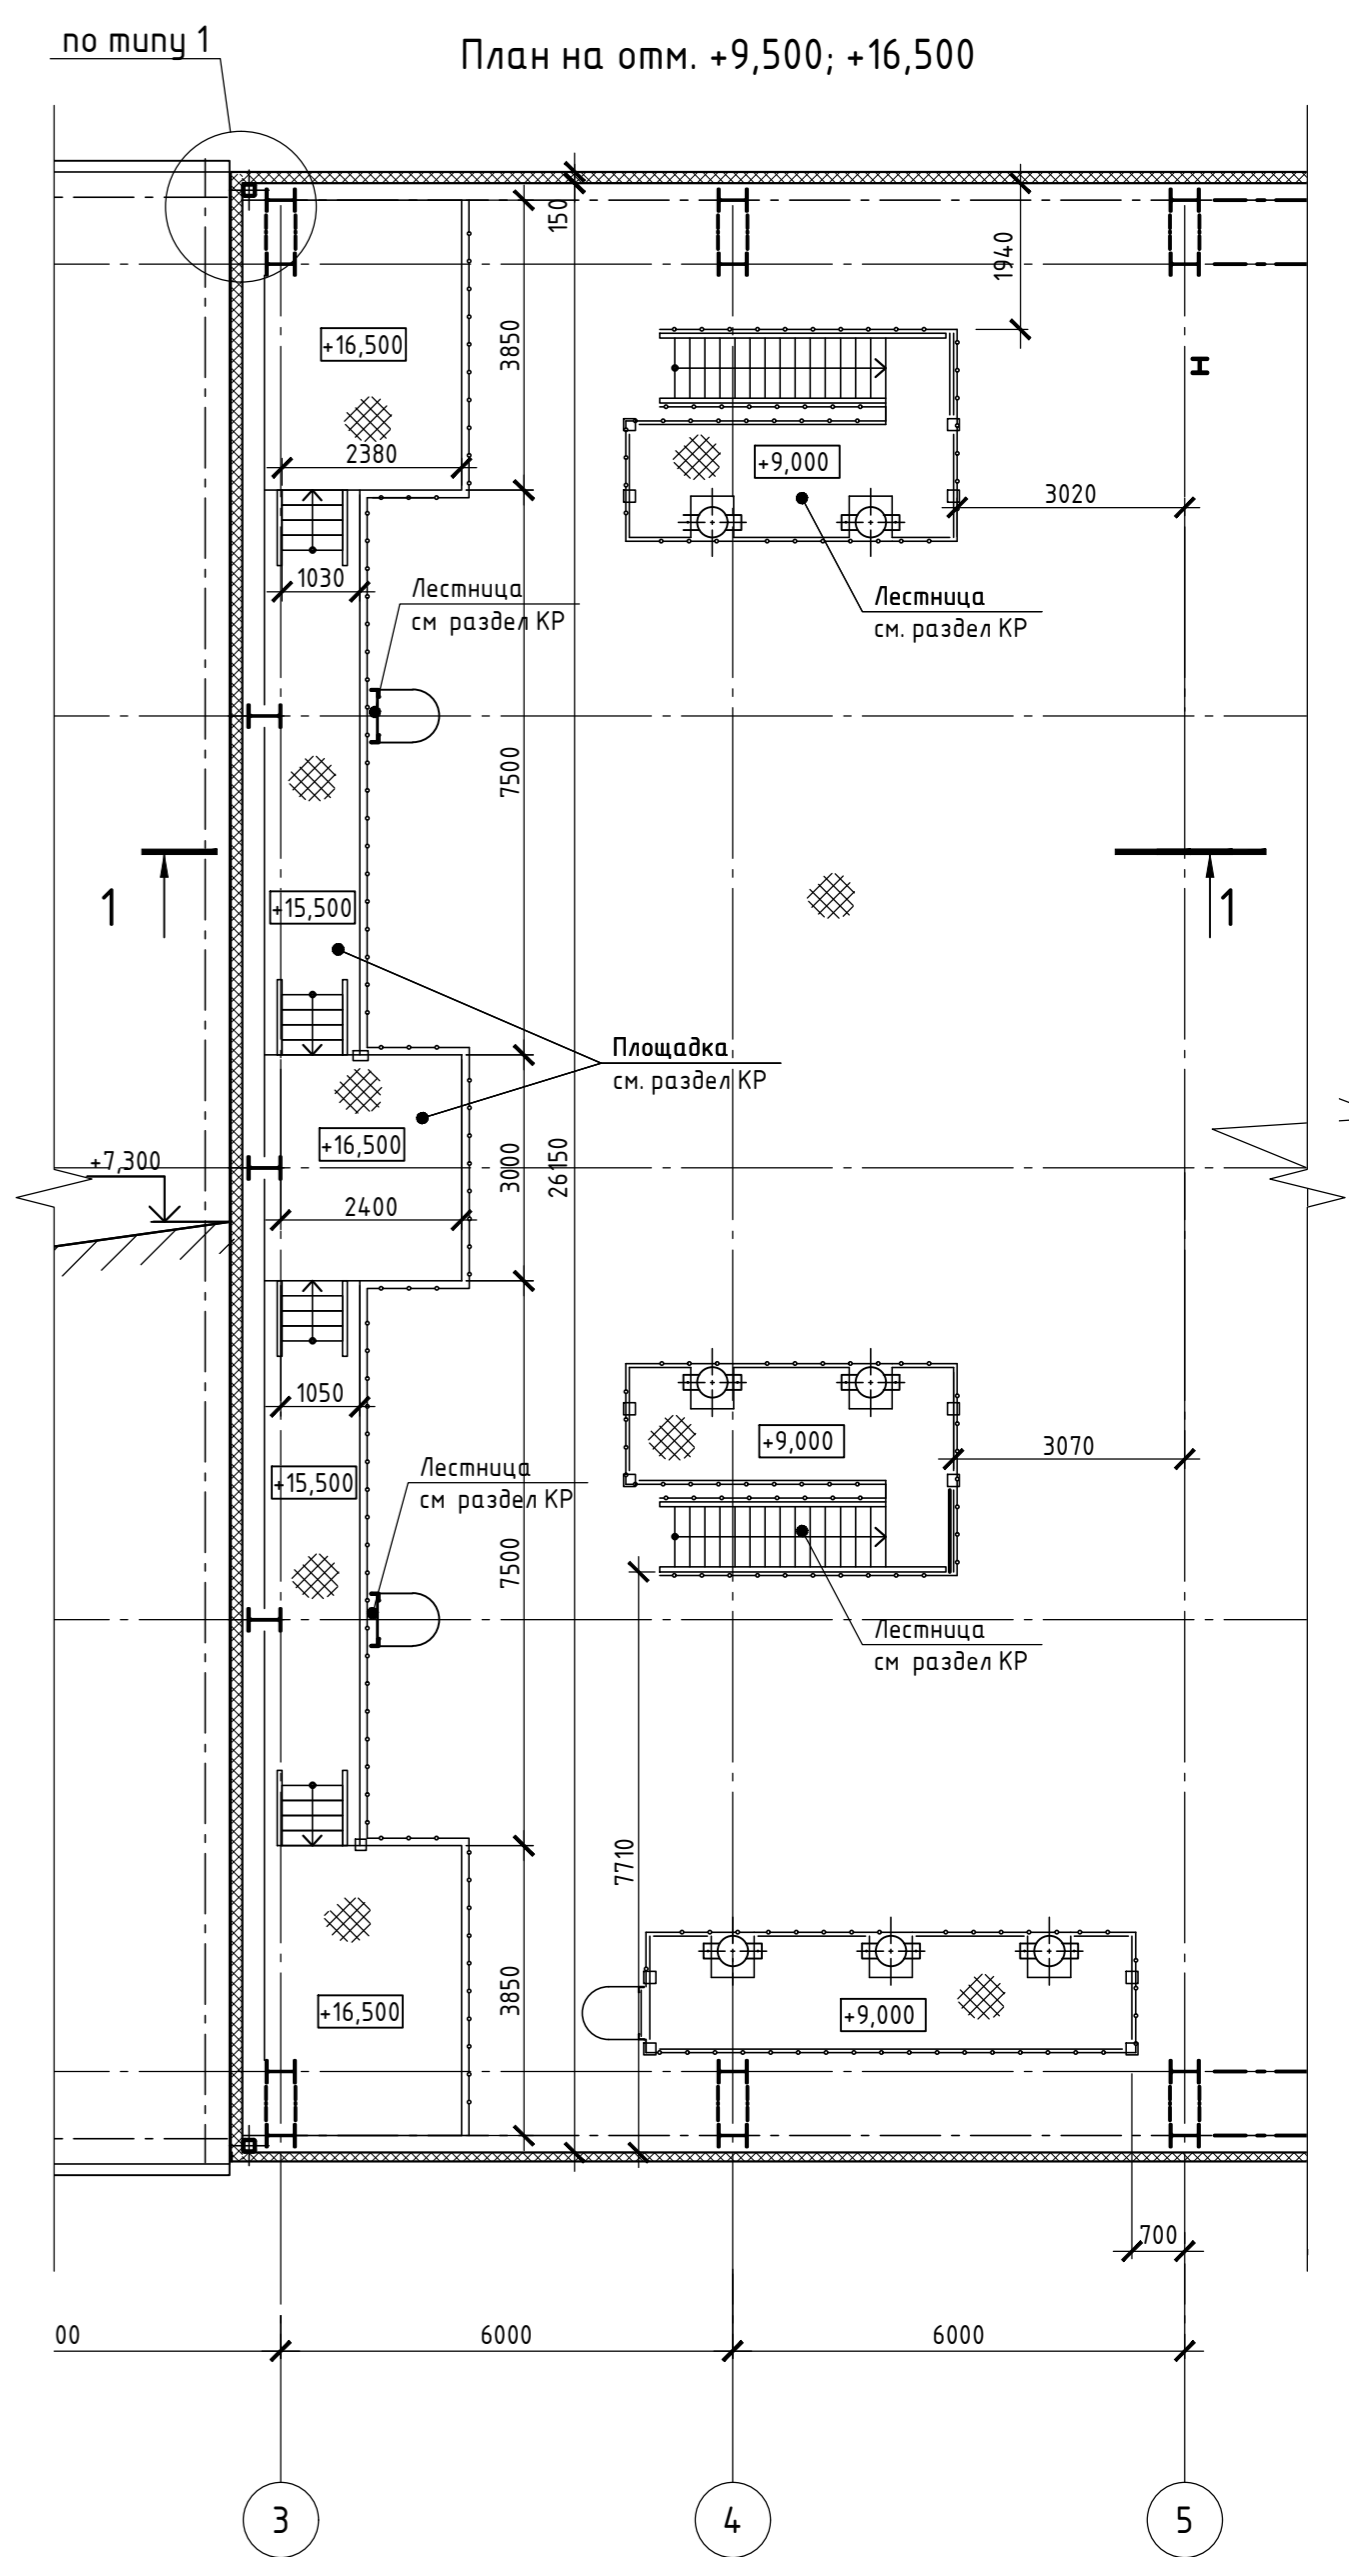 по типу 1
План на отм. +9,500; +16,500
150
1940
+16,500
3850
2380
+9,000
3020
1030
Лестница
см раздел КР
Лестница
см. раздел КР
7500
1
1
+15,500
Площадка
см. раздел КР
+16,500
+7,300
3000
26150
2400
1050
+9,000
3070
+15,500
Лестница
см раздел КР
7500
Лестница
см раздел КР
7710
3850
+16,500
+9,000
700
00
6000
6000
3
4
5